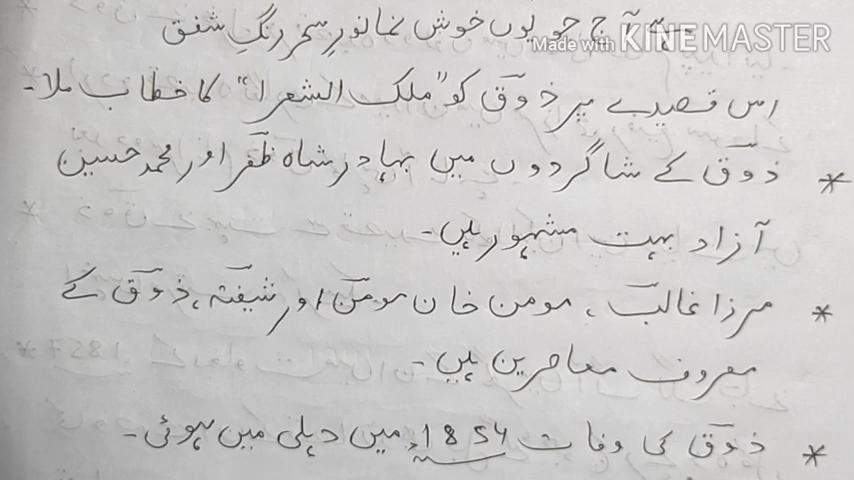 ہے آج جو یوں خوش نما نورِ سحر رنگِ شفق
Made with KINEMASTER
اس قصیدے پر ذوق کو "ملک الشعرا" کا خطاب ملا۔
* ذوق کے شاگردوں میں بہادر شاہ ظفر اور محمد حسین
آزاد بہت مشہور ہیں۔
* مرزا غالب، مومن خان مومن اور شیفتہ، ذوق کے
معروف معاصرین ہیں۔
* ذوق کی وفات 1854ء میں دہلی میں ہوئی۔